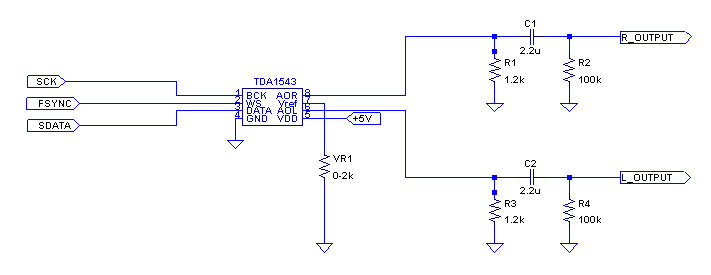 C1
R_OUTPUT
2.2u
R1
1.2k
R2
100k
SCK
TDA1543
1 BCK AOR 8
FSYNC
2 WS Vref 7
3 DATA AOL 6
SDATA
4 GND VDD 5
+5V
VR1
0-2k
C2
L_OUTPUT
2.2u
R3
1.2k
R4
100k